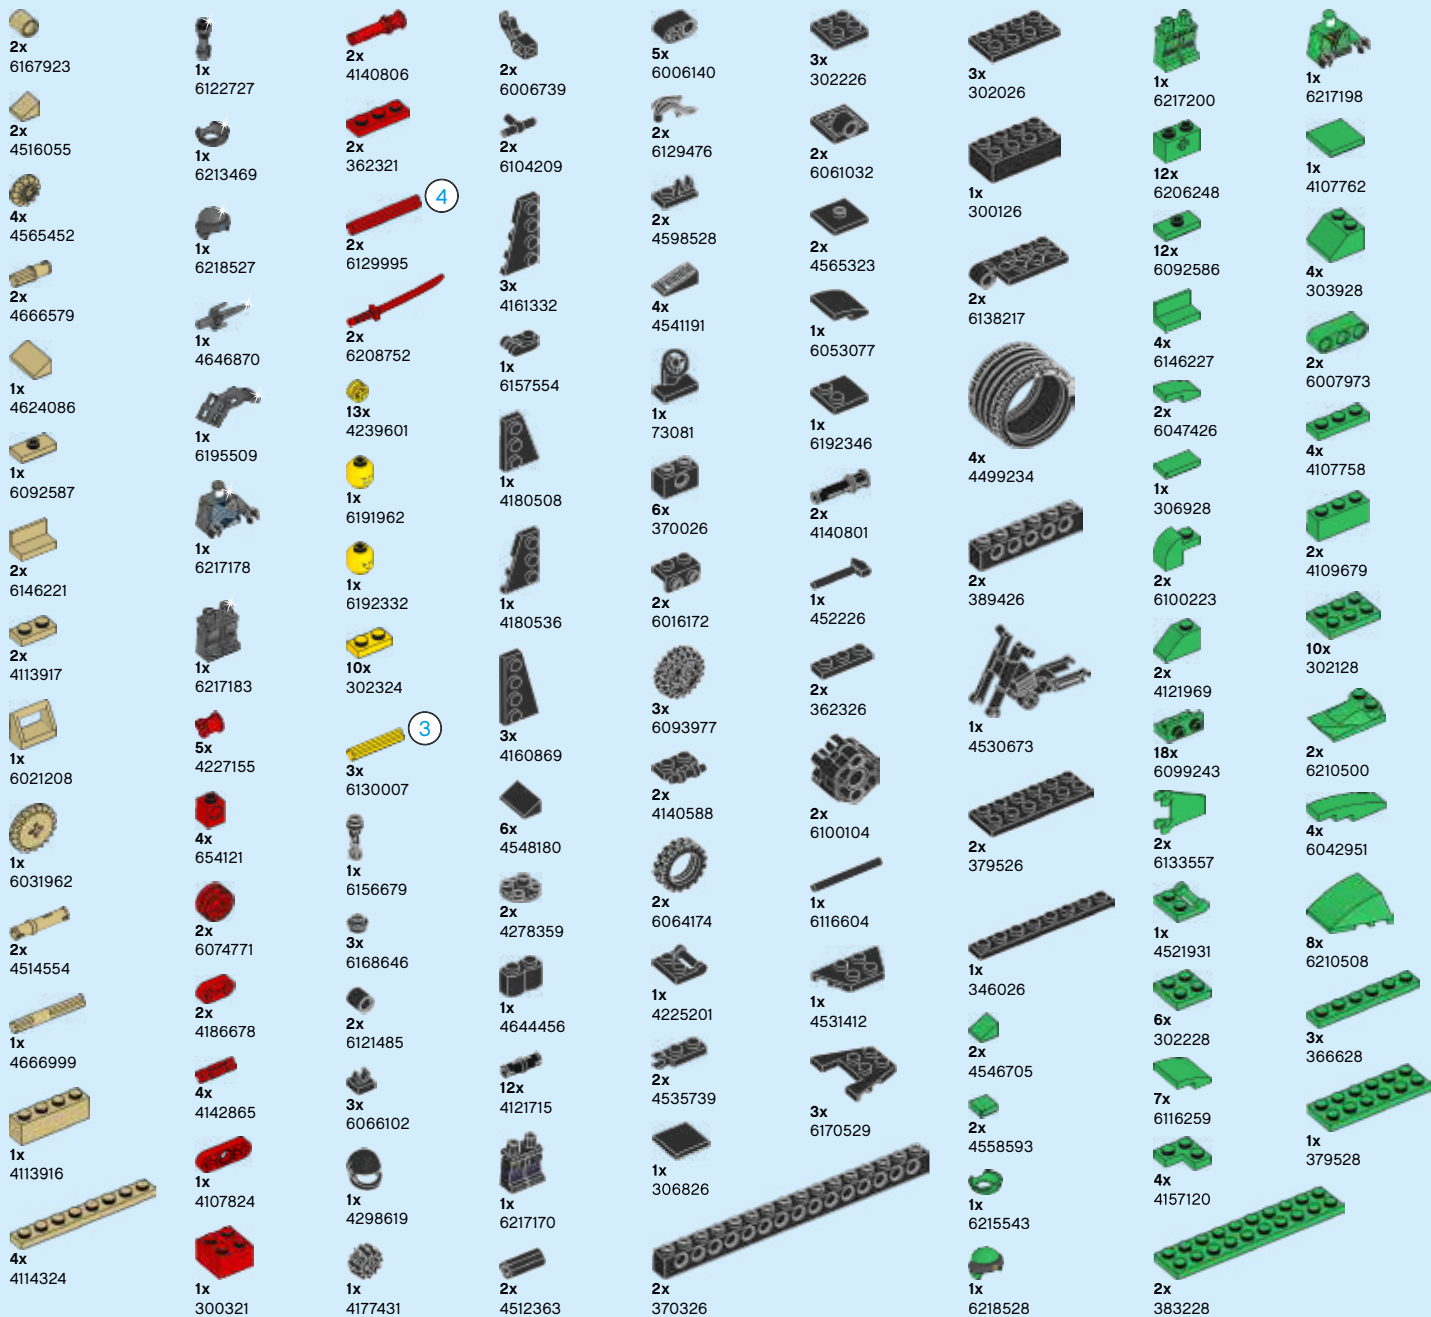 2x
6167923
2x
4516055
4x
4565452
2x
4666579
1x
4624086
1x
6092587
2x
6146221
2x
4113917
1x
6021208
1x
6031962
2x
4514554
1x
4666999
1x
4113916
4x
4114324
1x
6122727
1x
6213469
1x
6218527
1x
4646870
1x
6195509
1x
6217178
1x
6217183
5x
4227155
4x
654121
2x
6074771
2x
4186678
4x
4142865
1x
4107824
1x
300321
2x
4140806
2x
362321
4
2x
6129995
2x
6208752
13x
4239601
1x
6191962
1x
6192332
10x
302324
3
3x
6130007
1x
6156679
3x
6168646
2x
6121485
3x
6066102
1x
4298619
1x
4177431
2x
6006739
2x
6104209
3x
4161332
1x
6157554
1x
4180508
1x
4180536
3x
4160869
6x
4548180
2x
4278359
1x
4644456
12x
4121715
1x
6217170
2x
4512363
5x
6006140
2x
6129476
2x
4598528
4x
4541191
1x
73081
6x
370026
2x
6016172
3x
6093977
2x
4140588
2x
6064174
1x
4225201
2x
4535739
1x
306826
2x
370326
3x
302226
2x
6061032
2x
4565323
1x
6053077
1x
6192346
2x
4140801
1x
452226
2x
362326
2x
6100104
1x
6116604
1x
4531412
3x
6170529
3x
302026
1x
300126
2x
6138217
4x
4499234
2x
389426
1x
4530673
2x
379526
1x
346026
2x
4546705
2x
4558593
1x
6215543
1x
6218528
1x
6217200
12x
6206248
12x
6092586
4x
6146227
2x
6047426
1x
306928
2x
6100223
2x
4121969
18x
6099243
2x
6133557
1x
4521931
6x
302228
7x
6116259
4x
4157120
2x
383228
1x
6217198
1x
4107762
4x
303928
2x
6007973
4x
4107758
2x
4109679
10x
302128
2x
6210500
4x
6042951
8x
6210508
3x
366628
1x
379528